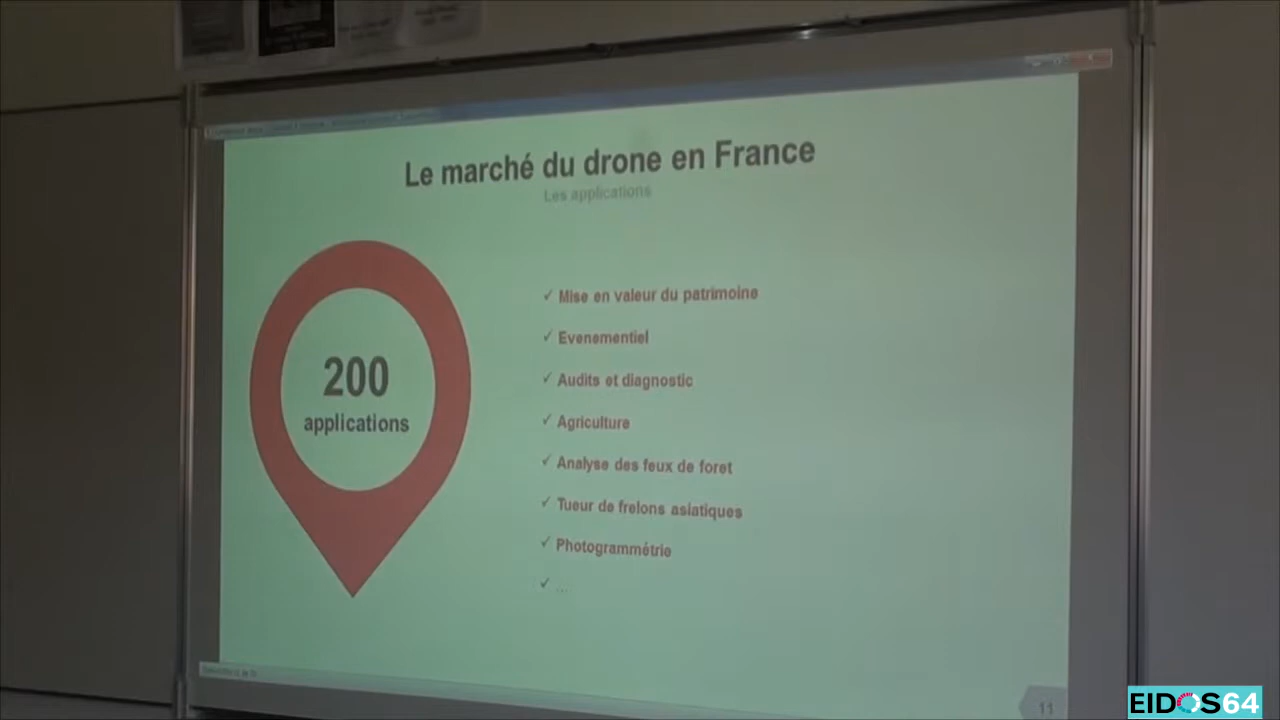 Le marché du drone en France
Les applications
200
applications
✓ Mise en valeur du patrimoine
✓ Evenementiel
✓ Audits et diagnostic
✓ Agriculture
✓ Analyse des feux de foret
✓ Tueur de frelons asiatiques
✓ Photogrammétrie
✓ ...
11
EIDOS64